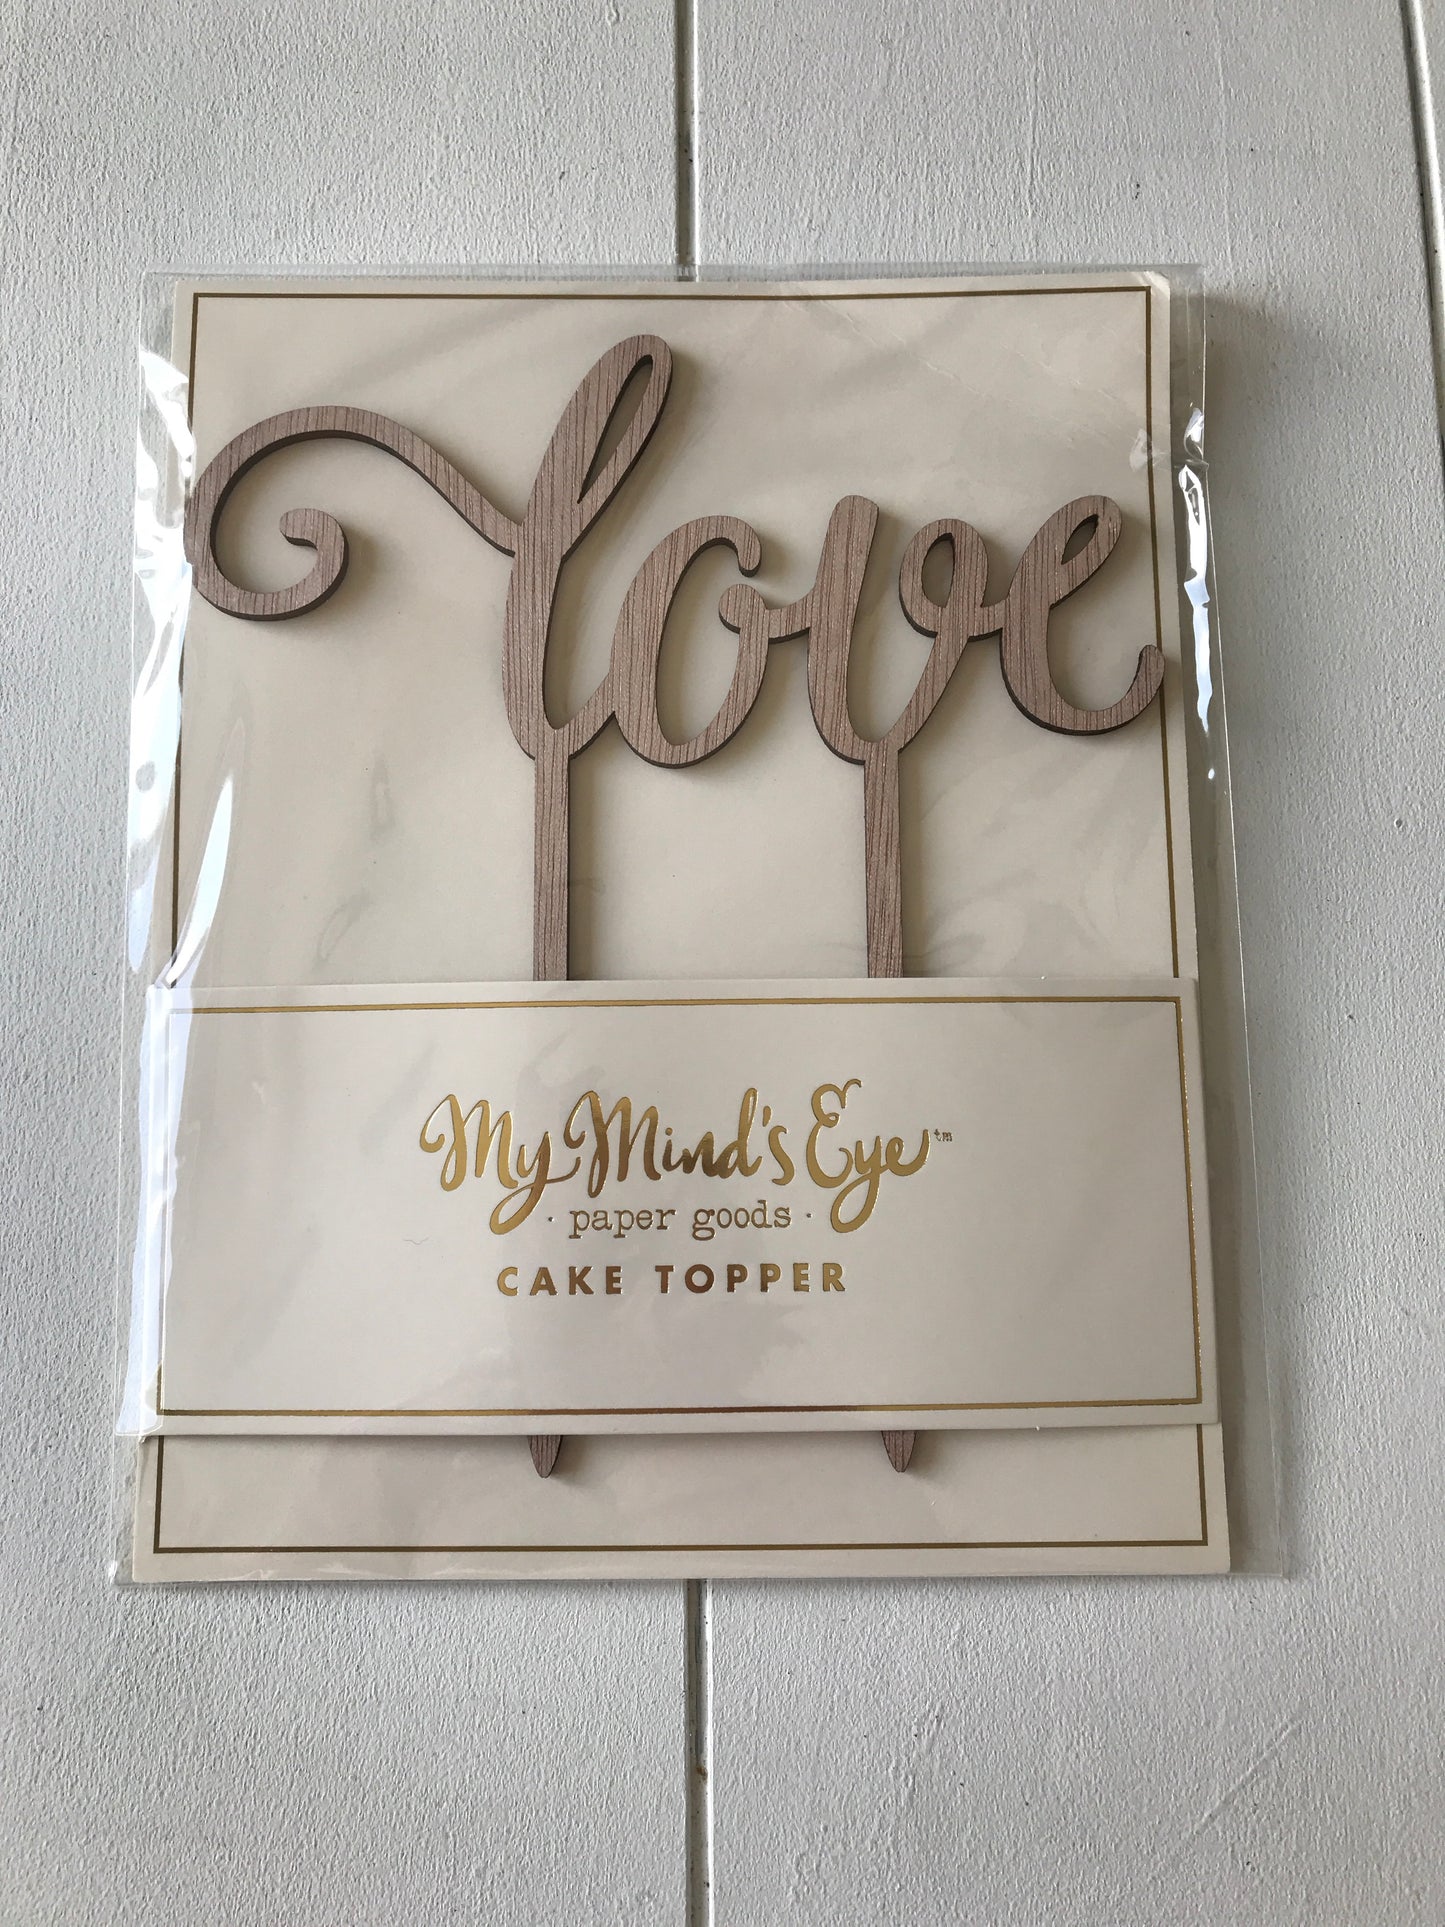 love
My Mind's Eye™
· paper goods ·
CAKE TOPPER